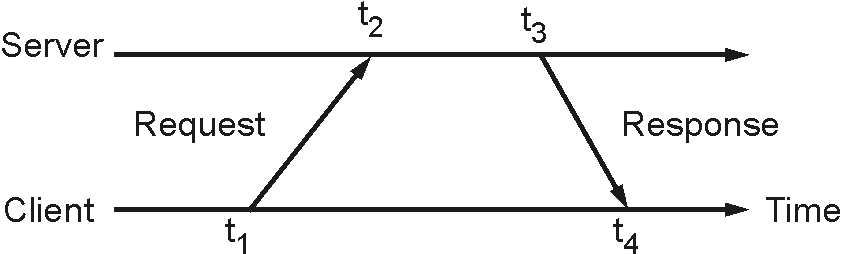 t2
t3
Server
Request
Response
Client
Time
t1
t4